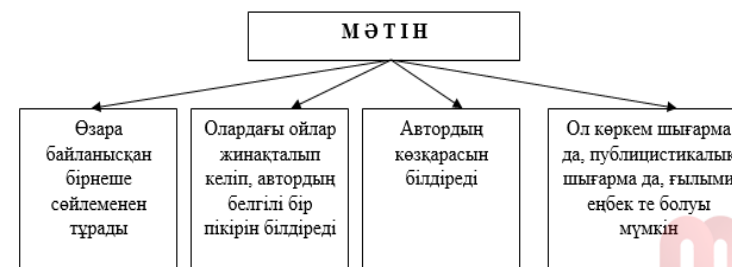 МӘТІН
Өзара
байланысқан
бірнеше
сөйлеменен
тұрады
Олардағы ойлар
жинақталып
келіп, автордың
белгілі бір
пікірін білдіреді
Автордың
көзқарасын
білдіреді
Ол көркем шығарма
да, публицистикалық
шығарма да, ғылыми
еңбек те болуы
мүмкін